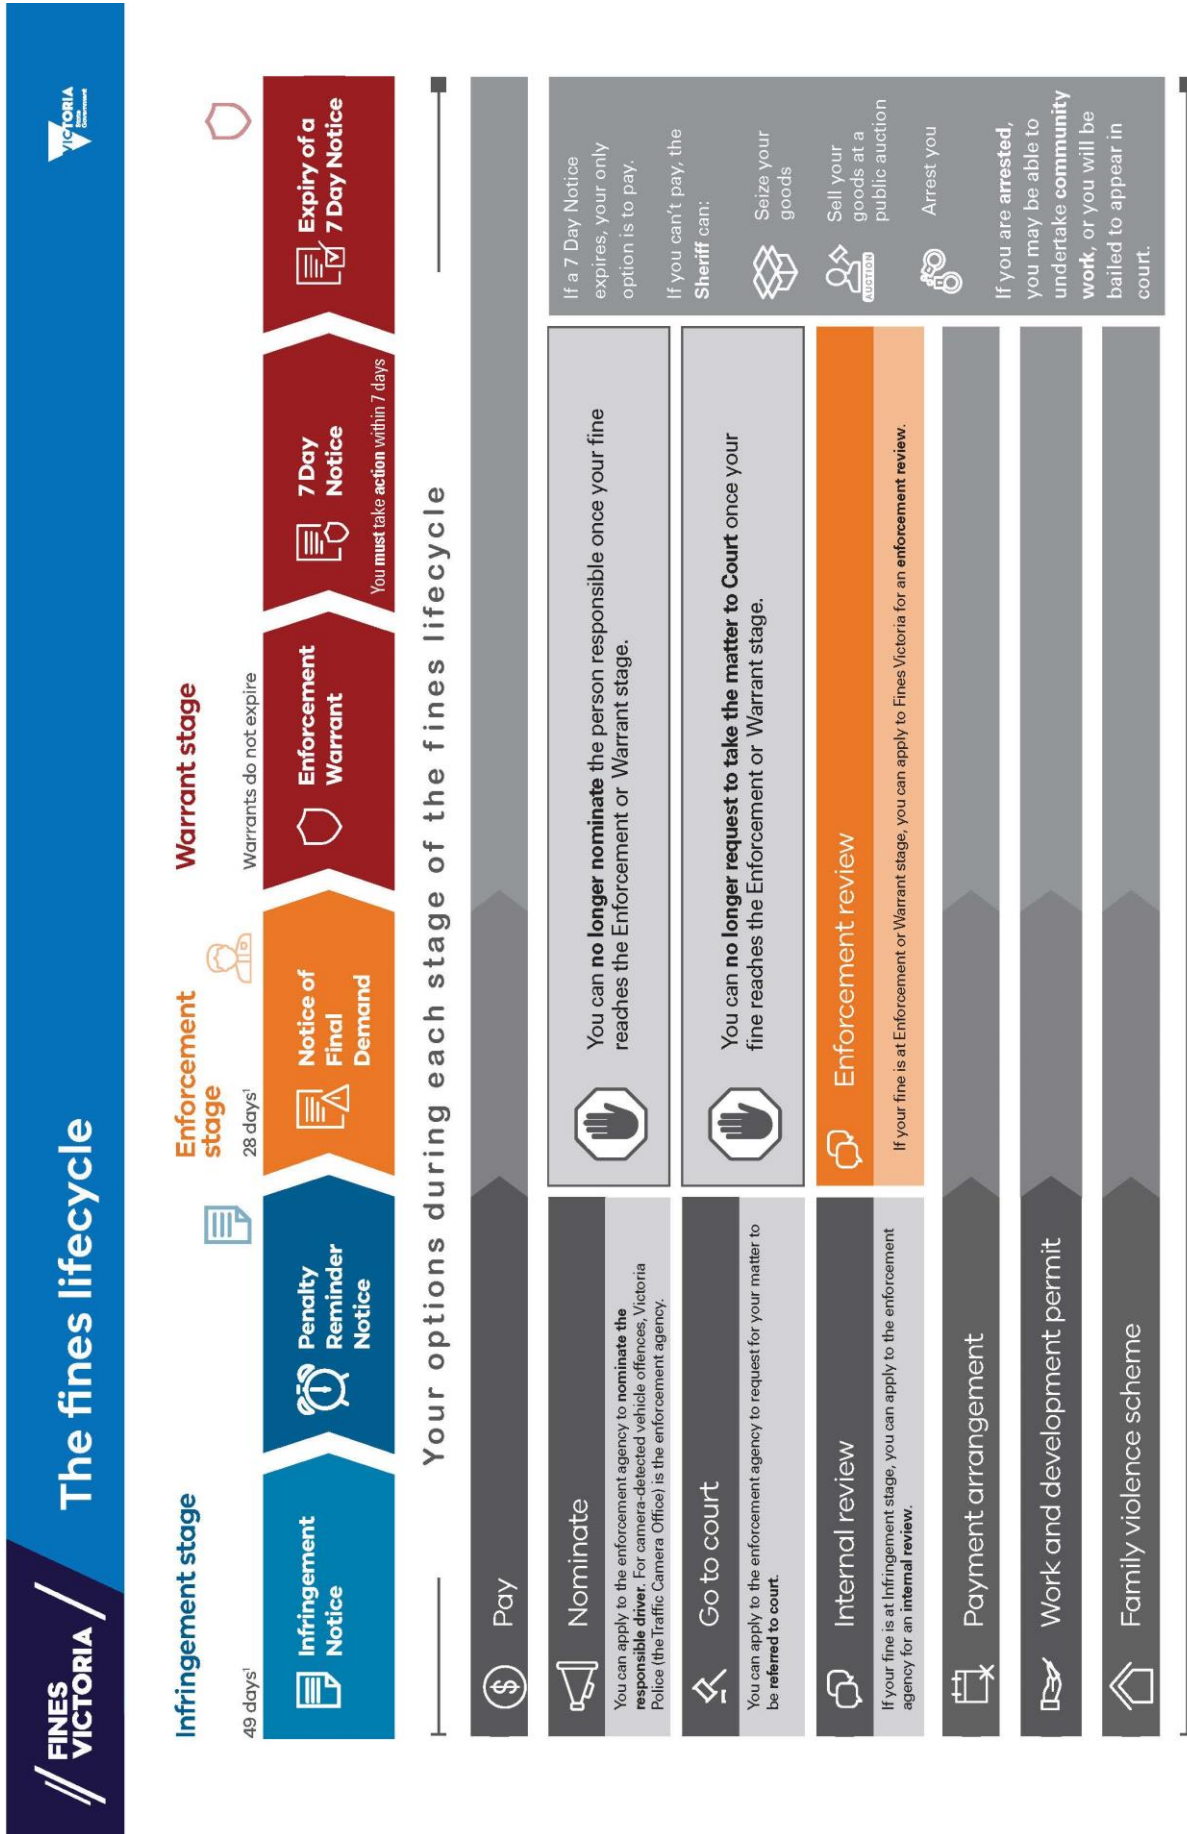 FINES
VICTORIA
The fines lifecycle
VICTORIA
State
Government
Infringement stage
49 days¹
Enforcement
stage
28 days¹
Warrant stage
Warrants do not expire
Infringement
Notice
Penalty
Reminder
Notice
Notice of
Final
Demand
Enforcement
Warrant
7 Day
Notice
You must take action within 7 days
Expiry of a
7 Day Notice
Your options during each stage of the fines lifecycle
$ Pay
Nominate
You can apply to the enforcement agency to nominate the
responsible driver. For camera-detected vehicle offences, Victoria
Police (the Traffic Camera Office) is the enforcement agency.
You can no longer nominate the person responsible once your fine
reaches the Enforcement or Warrant stage.
Go to court
You can apply to the enforcement agency to request for your matter to
be referred to court.
You can no longer request to take the matter to Court once your
fine reaches the Enforcement or Warrant stage.
Internal review
If your fine is at Infringement stage, you can apply to the enforcement
agency for an internal review.
Enforcement review
If your fine is at Enforcement or Warrant stage, you can apply to Fines Victoria for an enforcement review.
Payment arrangement
Work and development permit
Family violence scheme
If a 7 Day Notice
expires, your only
option is to pay.
If you can't pay, the
Sheriff can:
Seize your
goods
AUCTION
Sell your
goods at a
public auction
Arrest you
If you are arrested,
you may be able to
undertake community
work, or you will be
bailed to appear in
court.